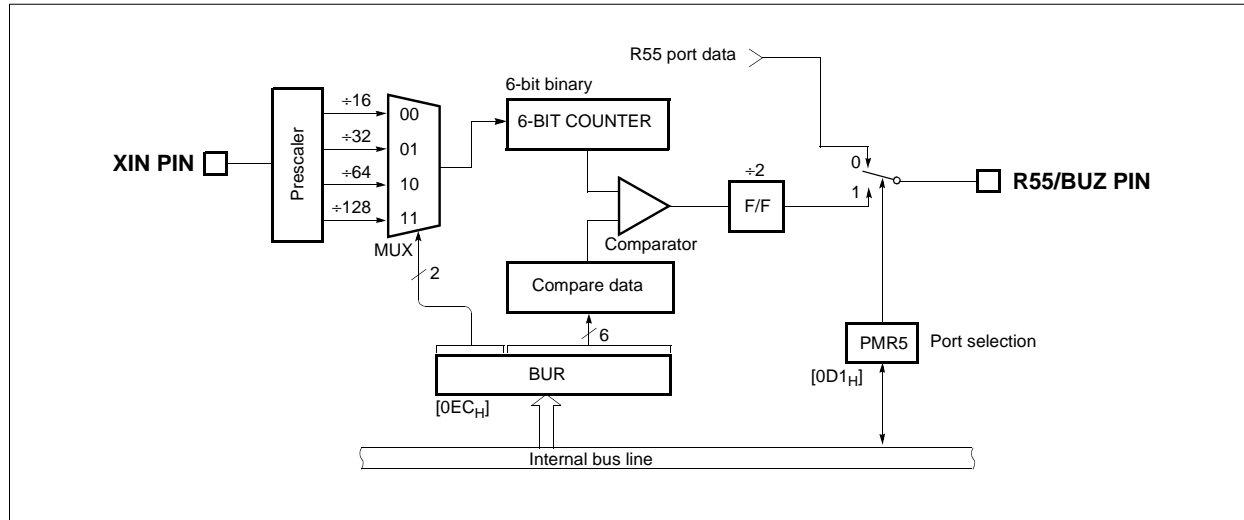 R55 port data
6-bit binary
6-BIT COUNTER
÷16
÷32
÷64
÷128
00
01
10
11
Prescaler
XIN PIN
MUX
2
Comparator
÷2
F/F
0
1
R55/BUZ PIN
Compare data
6
BUR
[0ECH]
PMR5
Port selection
[0D1H]
Internal bus line